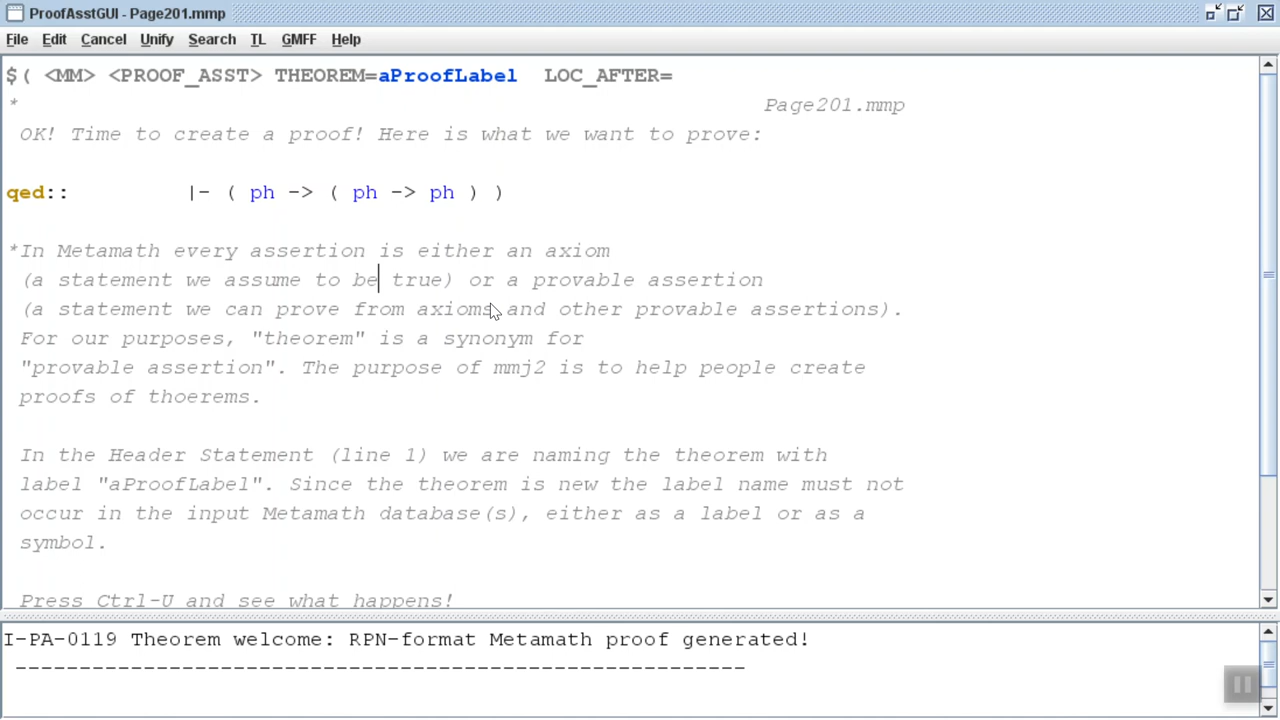 ProofAsstGUI - Page201.mmp
File Edit Cancel Unify Search TL GMFF Help
$( <MM> <PROOF_ASST> THEOREM=aProofLabel LOC_AFTER=
* Page201.mmp
OK! Time to create a proof! Here is what we want to prove:
qed:: |- ( ph -> ( ph -> ph ) )
*In Metamath every assertion is either an axiom
(a statement we assume to be true) or a provable assertion
(a statement we can prove from axioms and other provable assertions).
For our purposes, "theorem" is a synonym for
"provable assertion". The purpose of mmj2 is to help people create
proofs of thoerems.
In the Header Statement (line 1) we are naming the theorem with
label "aProofLabel". Since the theorem is new the label name must not
occur in the input Metamath database(s), either as a label or as a
symbol.
Press Ctrl-U and see what happens!
I-PA-0119 Theorem welcome: RPN-format Metamath proof generated!
---------------------------------------------------------